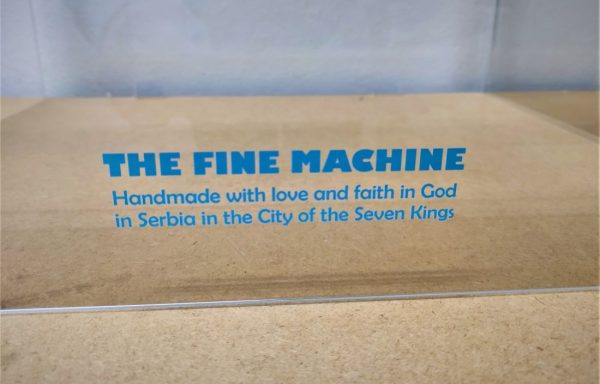 THE FINE MACHINE
Handmade with love and faith in God
in Serbia in the City of the Seven Kings